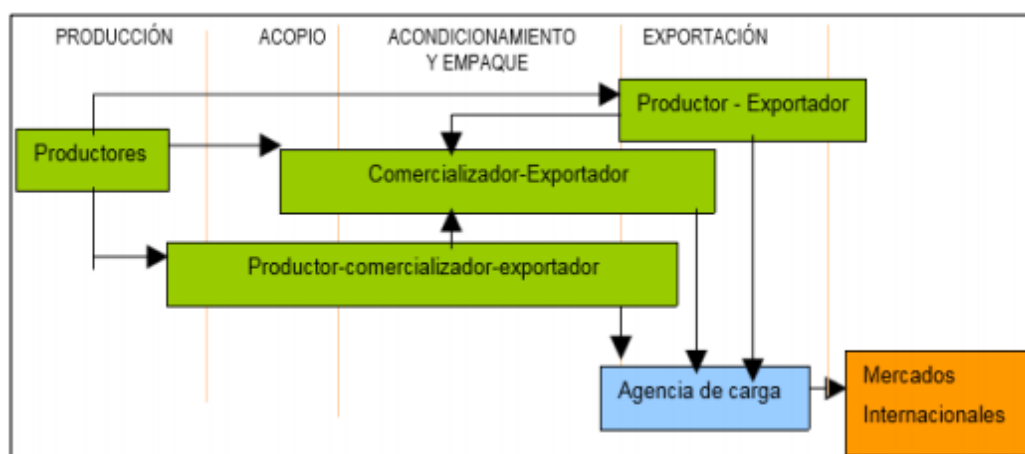 PRODUCCIÓN
ACOPIO
ACONDICIONAMIENTO
Y EMPAQUE
EXPORTACIÓN
Productor - Exportador
Productores
Comercializador-Exportador
Productor-comercializador-exportador
Agencia de carga
Mercados
Internacionales